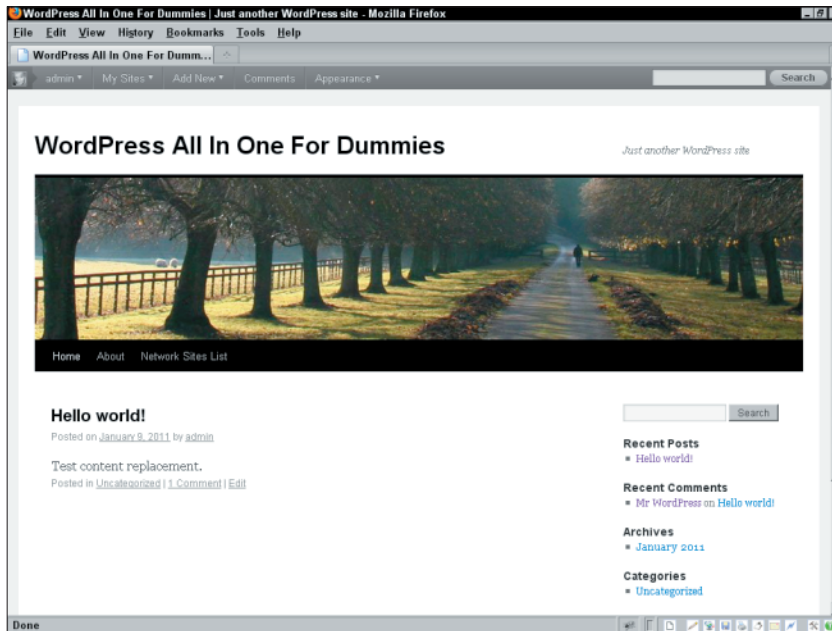 WordPress All In One For Dummies | Just another WordPress site - Mozilla Firefox
File Edit View History Bookmarks Tools Help
WordPress All In One For Dumm...
admin My Sites Add New Comments Appearance Search
WordPress All In One For Dummies
Just another WordPress site
Home About Network Sites List
Hello world!
Posted on January 9, 2011 by admin
Test content replacement.
Posted in Uncategorized | 1 Comment | Edit
Search
Recent Posts
Hello world!
Recent Comments
Mr WordPress on Hello world!
Archives
January 2011
Categories
Uncategorized
Done